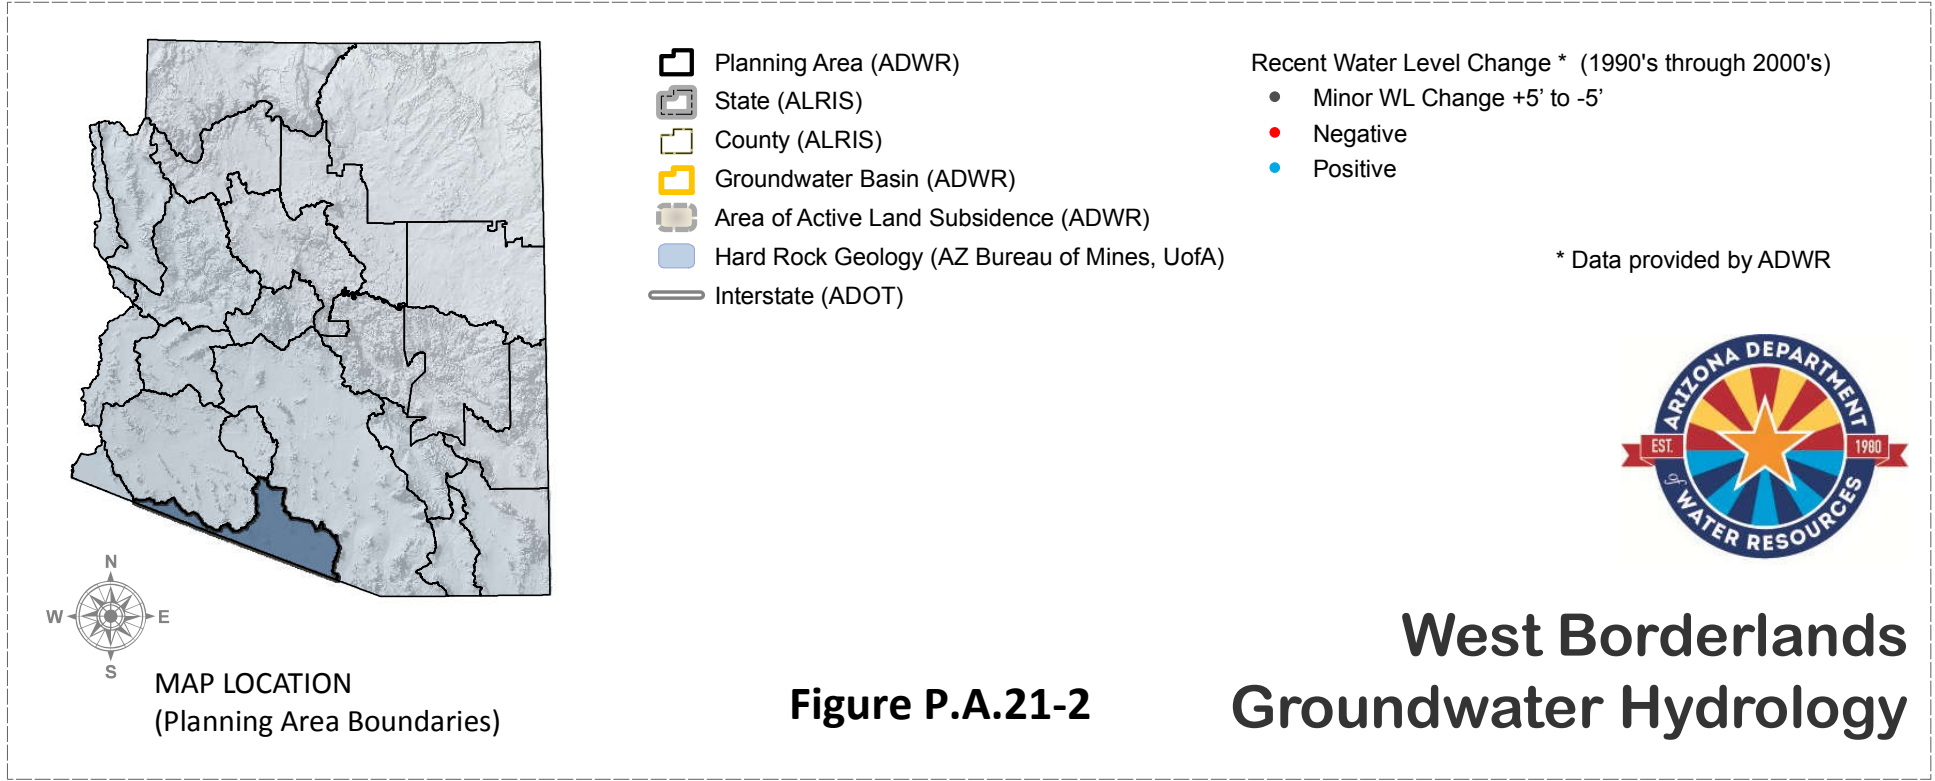 Planning Area (ADWR)
State (ALRIS)
County (ALRIS)
Groundwater Basin (ADWR)
Area of Active Land Subsidence (ADWR)
Hard Rock Geology (AZ Bureau of Mines, UofA)
Interstate (ADOT)
Recent Water Level Change * (1990's through 2000's)
Minor WL Change +5’ to -5’
Negative
Positive
* Data provided by ADWR
ARIZONA DEPARTMENT
EST. 1980
of WATER RESOURCES
N
W E
S
MAP LOCATION
(Planning Area Boundaries)
Figure P.A.21-2
West Borderlands
Groundwater Hydrology